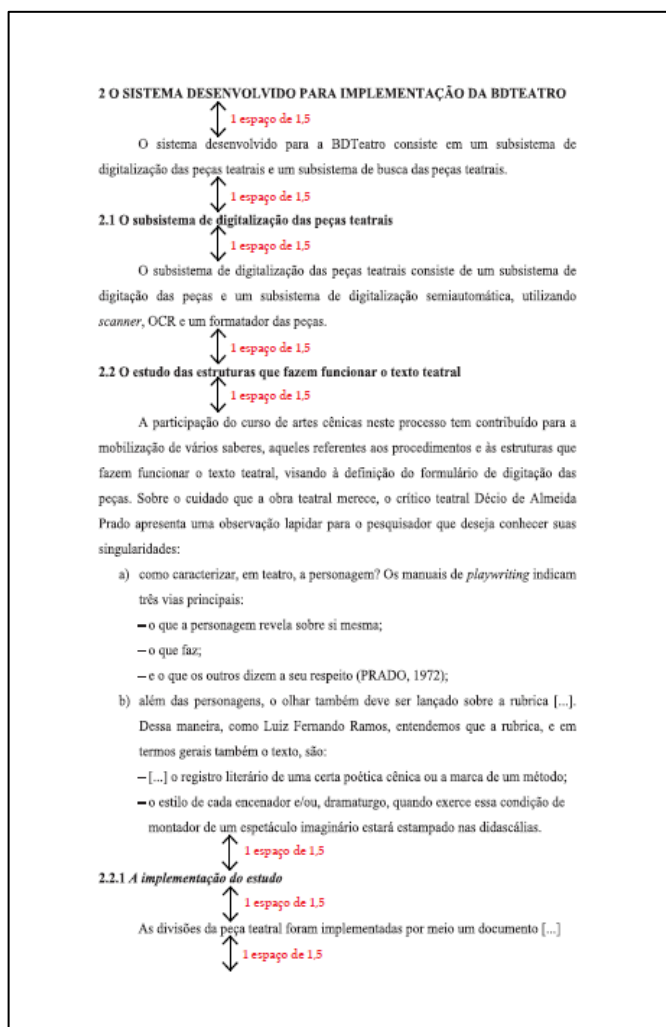 2 O SISTEMA DESENVOLVIDO PARA IMPLEMENTAÇÃO DA BDTEATRO
1 espaço de 1,5
O sistema desenvolvido para a BDTeatro consiste em um subsistema de
digitalização das peças teatrais e um subsistema de busca das peças teatrais.
1 espaço de 1,5
2.1 O subsistema de digitalização das peças teatrais
1 espaço de 1,5
O subsistema de digitalização das peças teatrais consiste de um subsistema de
digitação das peças e um subsistema de digitalização semiautomática, utilizando
scanner, OCR e um formatador das peças.
1 espaço de 1,5
2.2 O estudo das estruturas que fazem funcionar o texto teatral
1 espaço de 1,5
A participação do curso de artes cênicas neste processo tem contribuído para a
mobilização de vários saberes, aqueles referentes aos procedimentos e às estruturas que
fazem funcionar o texto teatral, visando à definição do formulário de digitação das
peças. Sobre o cuidado que a obra teatral merece, o crítico teatral Décio de Almeida
Prado apresenta uma observação lapidar para o pesquisador que deseja conhecer suas
singularidades:
a) como caracterizar, em teatro, a personagem? Os manuais de playwriting indicam
três vias principais:
– o que a personagem revela sobre si mesma;
– o que faz;
– e o que os outros dizem a seu respeito (PRADO, 1972);
b) além das personagens, o olhar também deve ser lançado sobre a rubrica [...].
Dessa maneira, como Luiz Fernando Ramos, entendemos que a rubrica, e em
termos gerais também o texto, são:
– [...] o registro literário de uma certa poética cênica ou a marca de um método;
– o estilo de cada encenador e/ou, dramaturgo, quando exerce essa condição de
montador de um espetáculo imaginário estará estampado nas didascálias.
1 espaço de 1,5
2.2.1 A implementação do estudo
1 espaço de 1,5
As divisões da peça teatral foram implementadas por meio um documento [...]
1 espaço de 1,5